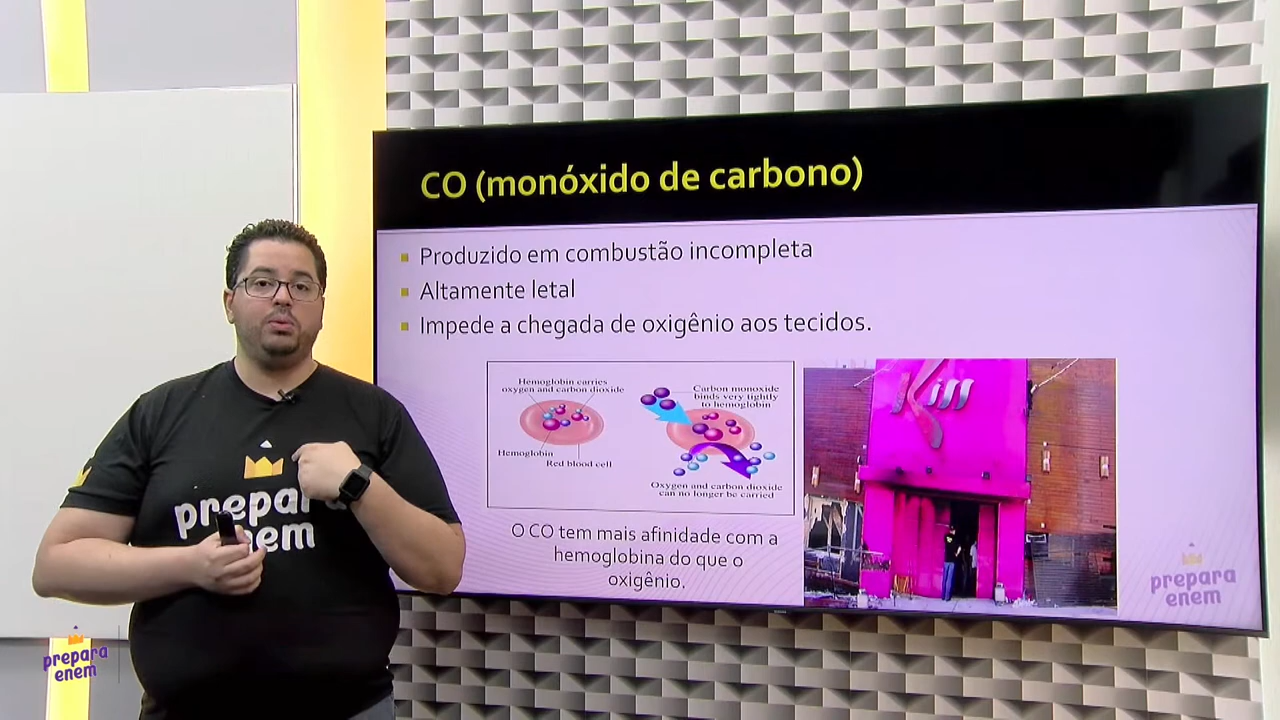 CO (monóxido de carbono)
Produzido em combustão incompleta
Altamente letal
Impede a chegada de oxigênio aos tecidos.
Hemoglobin carries
oxygen and carbon dioxide
Hemoglobin
Red blood cell
Carbon monoxide
binds very tightly
to hemoglobin
Oxygen and carbon dioxide
can no longer be carried
O CO tem mais afinidade com a
hemoglobina do que o
oxigênio.
Kiss
prepara
enem
prepara
enem
prepara
enem